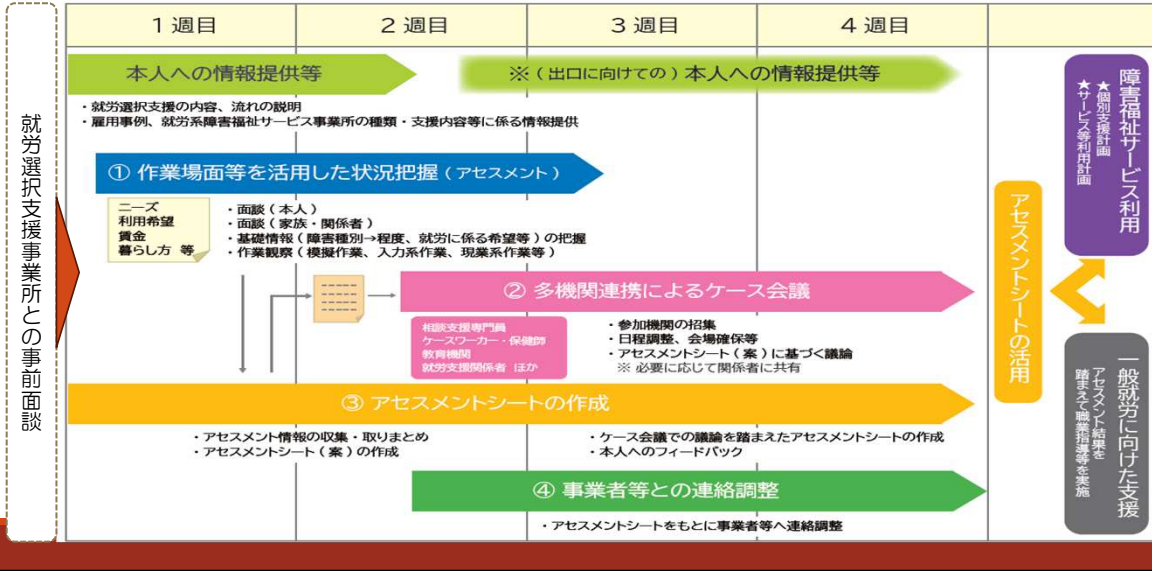 就労選択支援事業所との事前面談
1 週目
2 週目
3 週目
4 週目
本人への情報提供等
※(出口に向けての)本人への情報提供等
・就労選択支援の内容、流れの説明
・雇用事例、就労系障害福祉サービス事業所の種類・支援内容等に係る情報提供
① 作業場面等を活用した状況把握(アセスメント)
ニーズ
利用希望
賃金
暮らし方 等
・面談(本人)
・面談(家族・関係者)
・基礎情報(障害種別→程度、就労に係る希望等)の把握
・作業観察(模擬作業、入力系作業、現業系作業等)
② 多機関連携によるケース会議
相談支援専門員
ケースワーカー・保健師
教育機関
就労支援関係者 ほか
・参加機関の招集
・日程調整、会場確保等
・アセスメントシート(案)に基づく議論
※ 必要に応じて関係者に共有
③ アセスメントシートの作成
・アセスメント情報の収集・取りまとめ
・アセスメントシート(案)の作成
・ケース会議での議論を踏まえたアセスメントシートの作成
・本人へのフィードバック
④ 事業者等との連絡調整
・アセスメントシートをもとに事業者等へ連絡調整
アセスメントシートの活用
障害福祉サービス利用
★個別支援計画
★サービス等利用計画
一般就労に向けた支援
アセスメント結果を
踏まえて職業指導等を実施